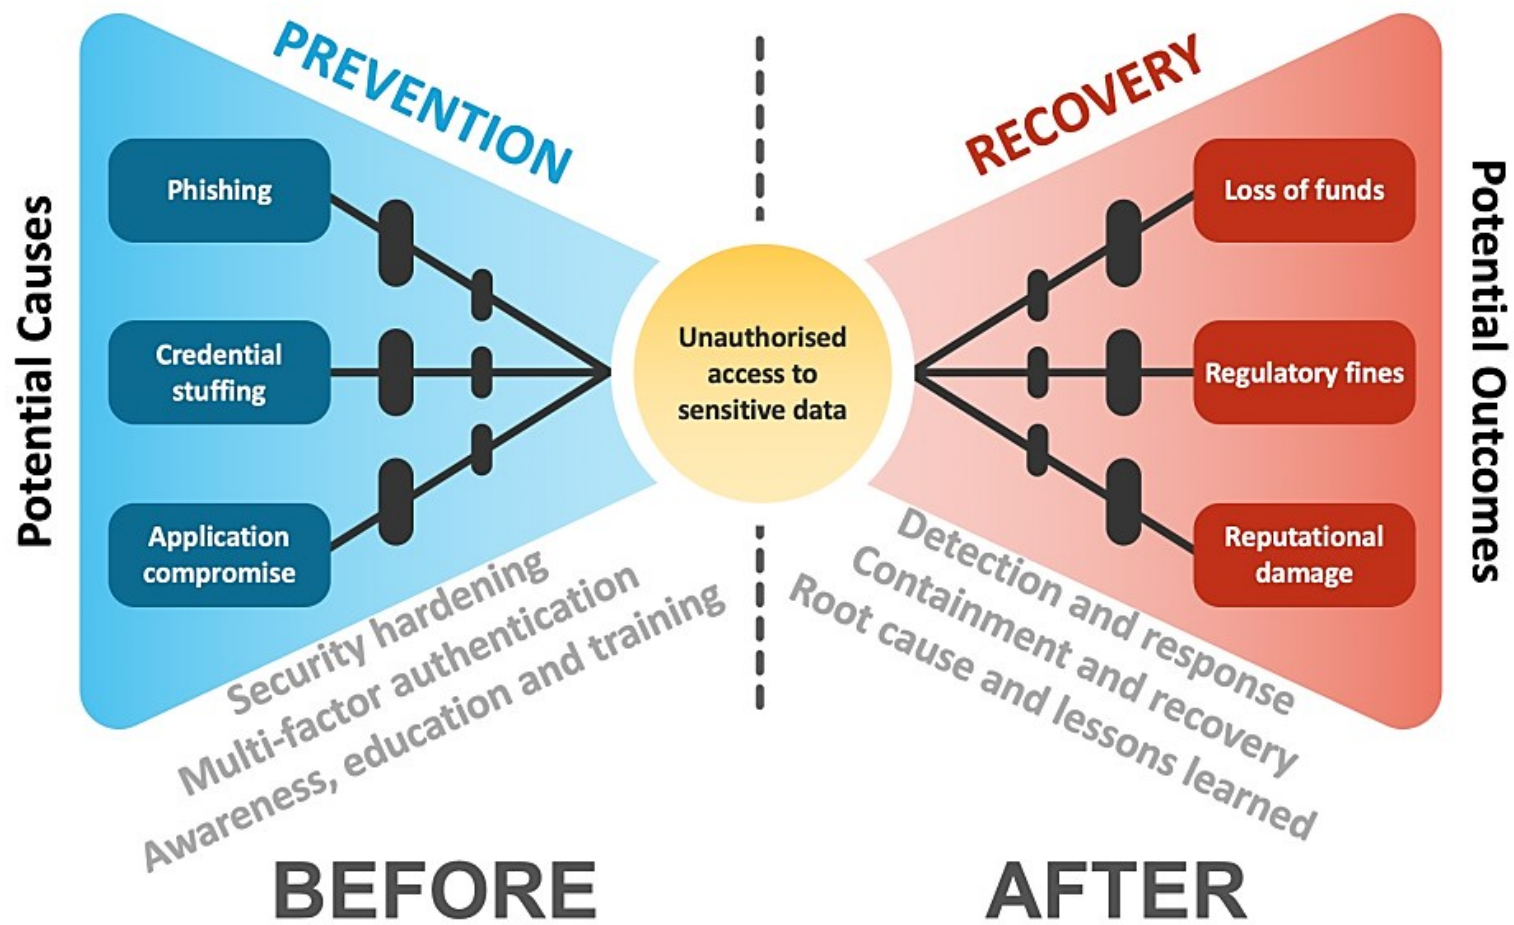 PREVENTION
RECOVERY
Potential Causes
Phishing
Credential
stuffing
Application
compromise
Unauthorised
access to
sensitive data
Loss of funds
Regulatory fines
Reputational
damage
Potential Outcomes
Security hardening
Multi-factor authentication
Awareness, education and training
Detection and response
Containment and recovery
Root cause and lessons learned
BEFORE
AFTER